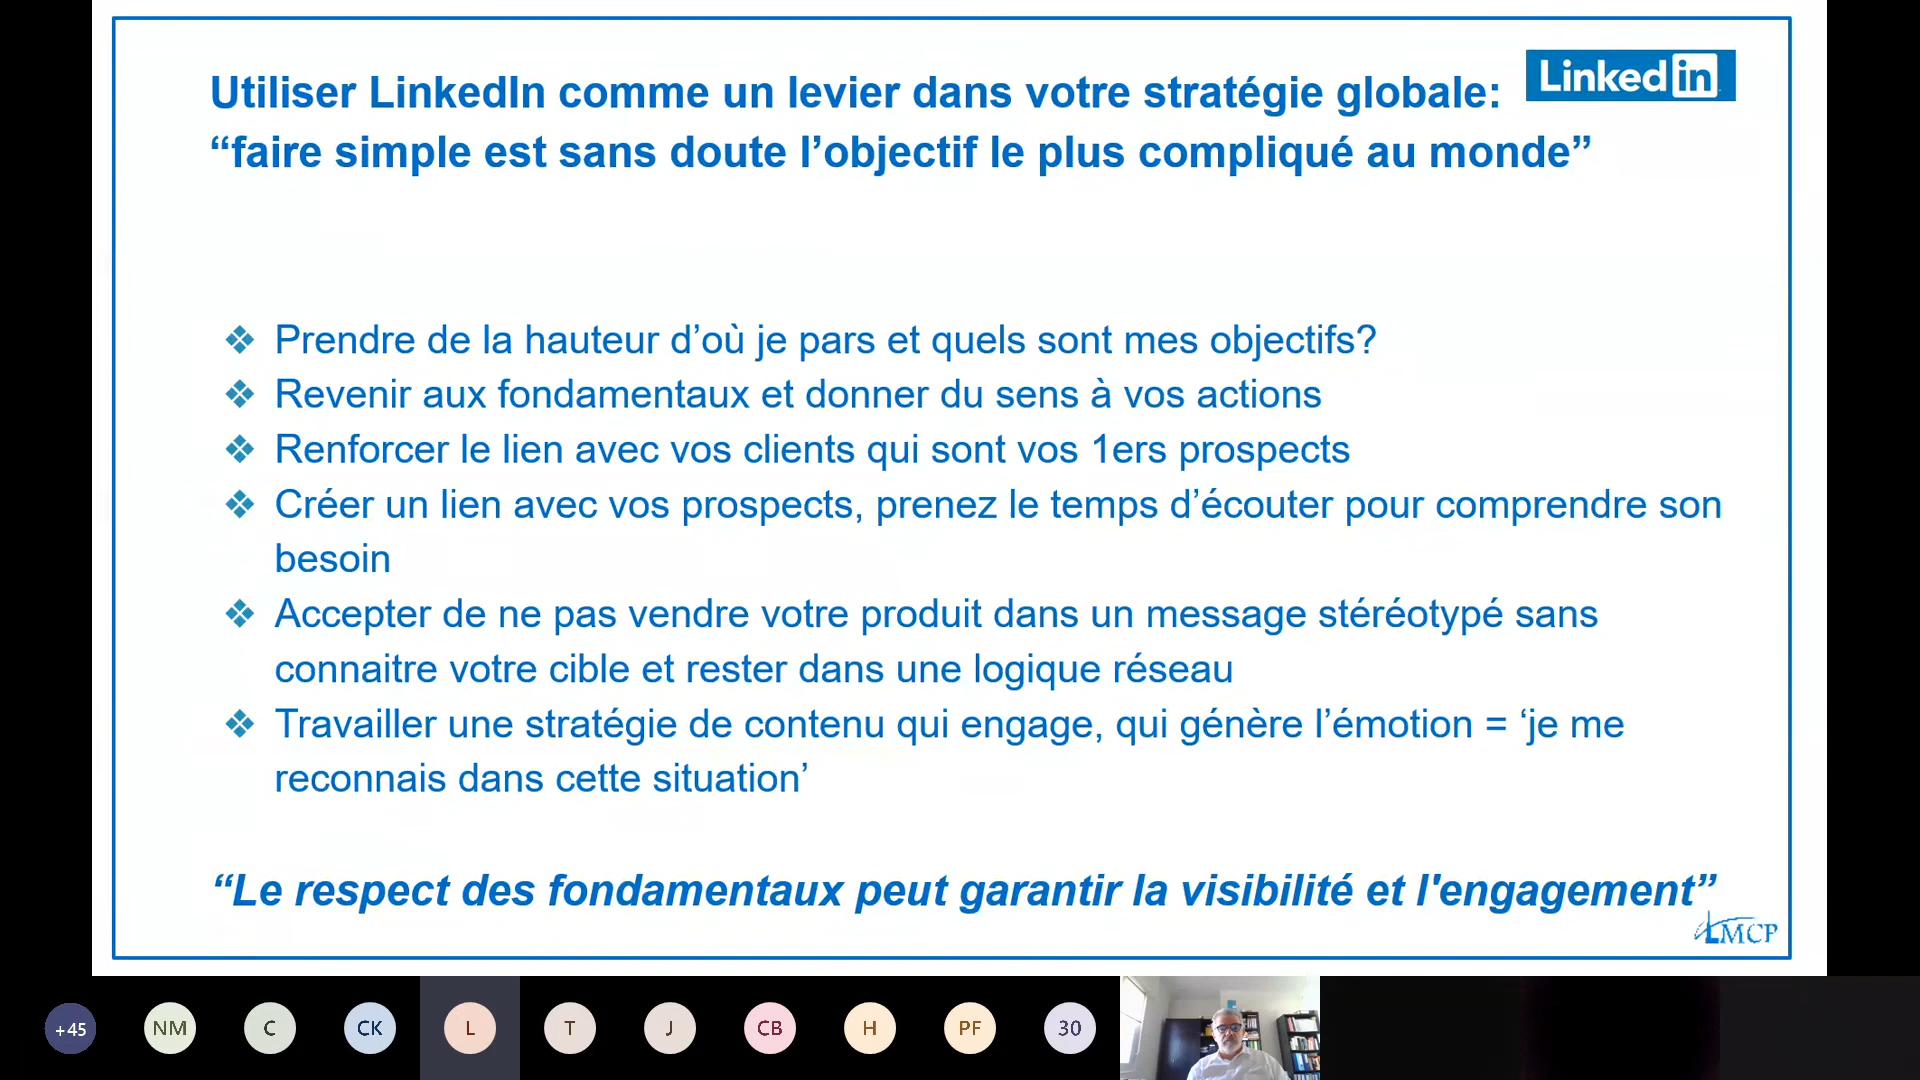 Utiliser LinkedIn comme un levier dans votre stratégie globale:
Linked in
“faire simple est sans doute l’objectif le plus compliqué au monde”
❖ Prendre de la hauteur d’où je pars et quels sont mes objectifs?
❖ Revenir aux fondamentaux et donner du sens à vos actions
❖ Renforcer le lien avec vos clients qui sont vos 1ers prospects
❖ Créer un lien avec vos prospects, prenez le temps d’écouter pour comprendre son
besoin
❖ Accepter de ne pas vendre votre produit dans un message stéréotypé sans
connaitre votre cible et rester dans une logique réseau
❖ Travailler une stratégie de contenu qui engage, qui génère l’émotion = ‘je me
reconnais dans cette situation’
“Le respect des fondamentaux peut garantir la visibilité et l'engagement”
LMCP
+45 NM C CK L T J CB H PF 30